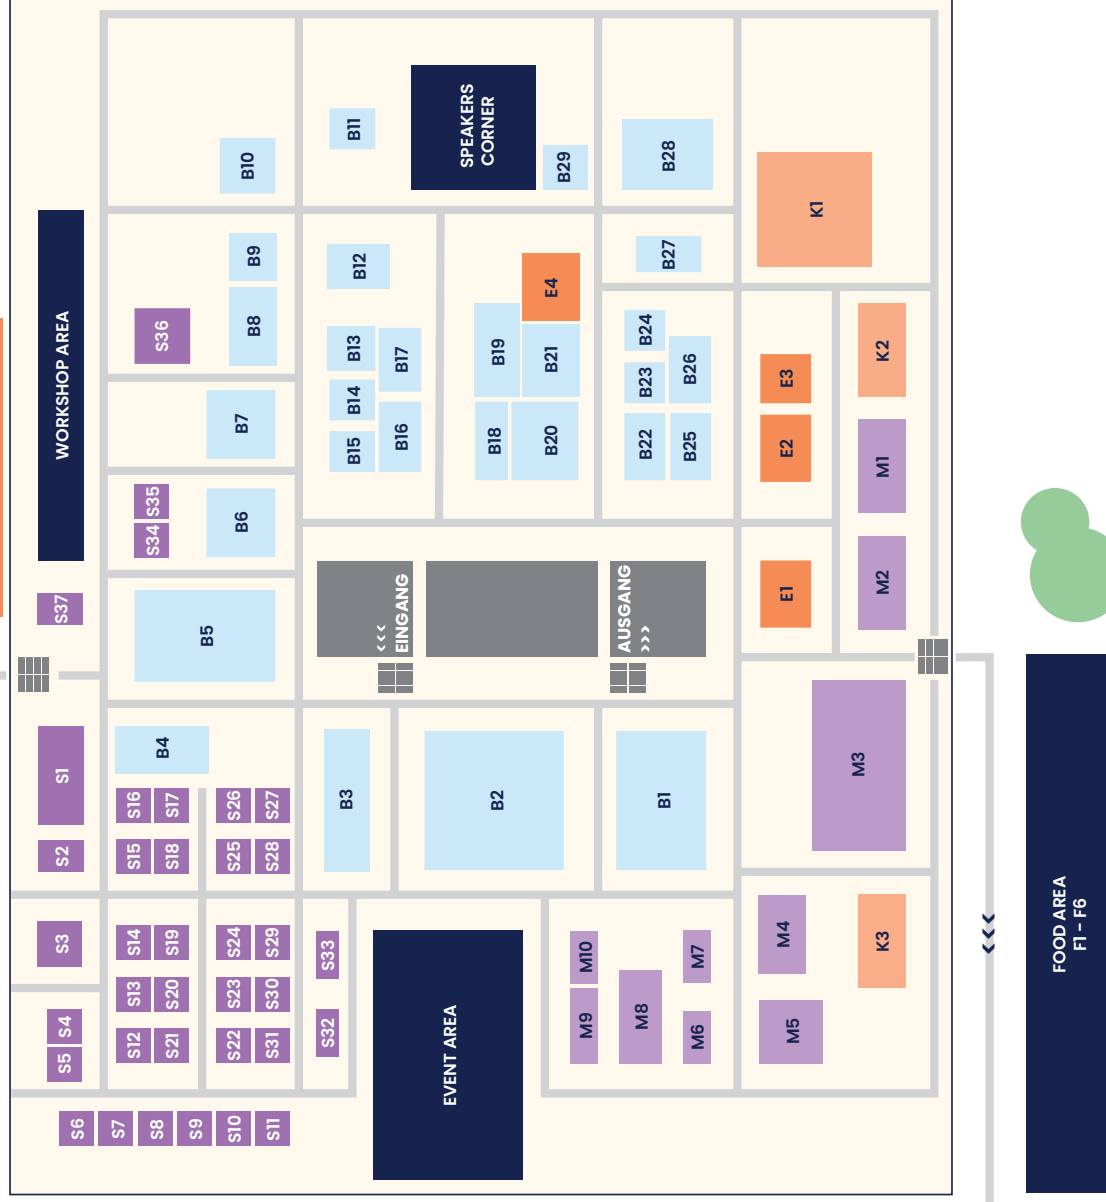 SPEAKERS
CORNER
B11
B10
B29
B28
K1
B9
B12
B27
E4
WORKSHOP AREA
S36
B8
B13
B17
B19
B21
B24
B23
B26
E3
K2
B7
B14
B15
B16
B18
B20
B22
B25
E2
M1
S35
S34
B6
S37
B5
<<<
EINGANG
AUSGANG
>>>
E1
M2
S1
B4
S16
S17
S26
S27
B3
B2
B1
M3
S2
S15
S18
S25
S28
S3
S14
S19
S24
S29
S33
M10
M7
M4
K3
<<<
FOOD AREA
F1 – F6
S13
S20
S23
S30
S4
S5
S12
S21
S22
S31
S32
EVENT AREA
M9
M8
M6
M5
S6
S7
S8
S9
S10
S11